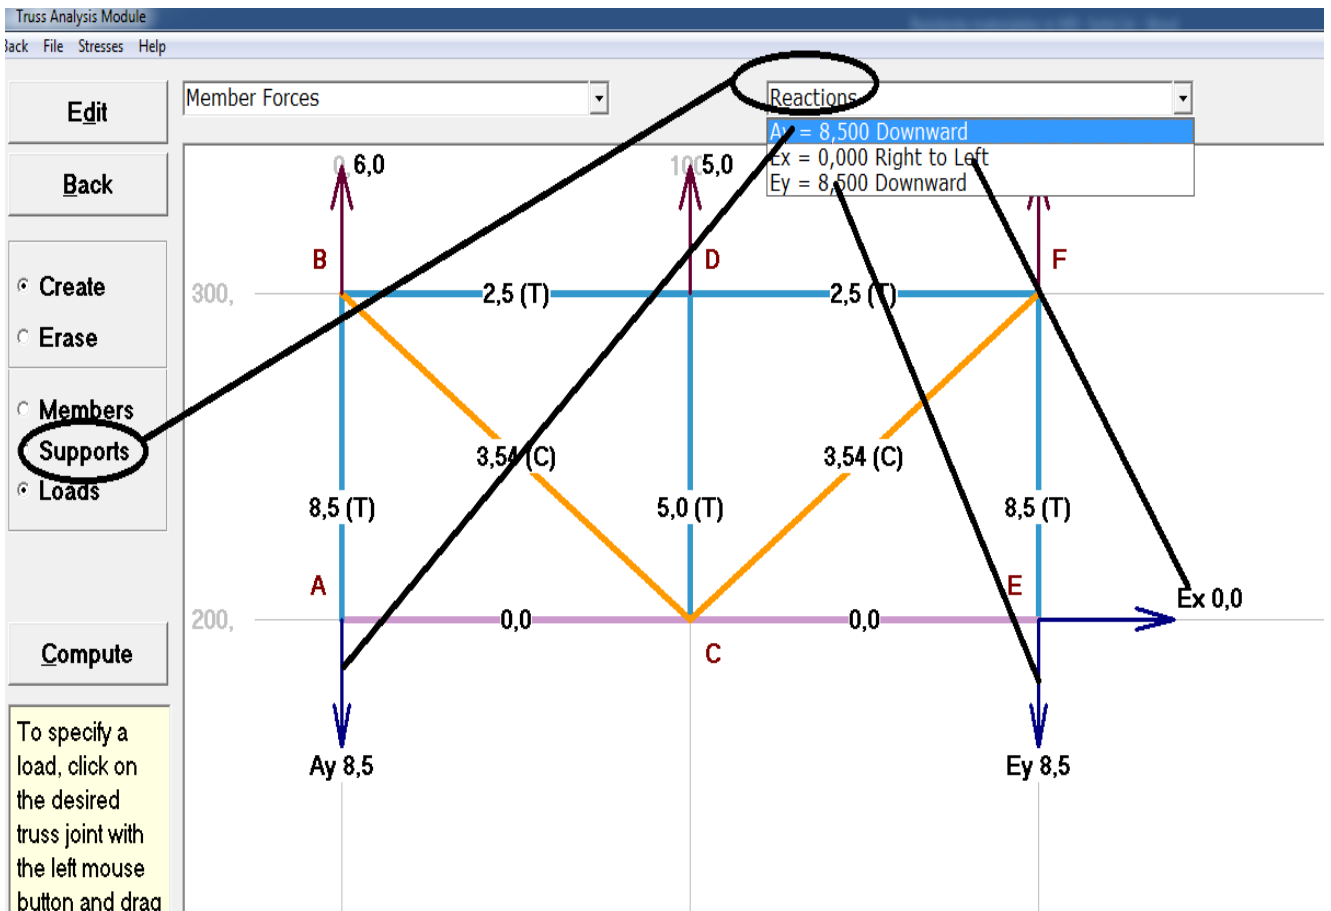 Truss Analysis Module
Back File Stresses Help
Edit
Member Forces
Reactions
Ay = 8,500 Downward
Ex = 0,000 Right to Left
Ey = 8,500 Downward
Back
6,0
5,0
B
D
F
Create
Erase
300,
2,5 (T)
2,5 (T)
Members
Supports
Loads
3,54 (C)
3,54 (C)
8,5 (T)
5,0 (T)
8,5 (T)
A
E
Ex 0,0
200,
0,0
0,0
C
Compute
To specify a
load, click on
the desired
truss joint with
the left mouse
button and drag
Ay 8,5
Ey 8,5